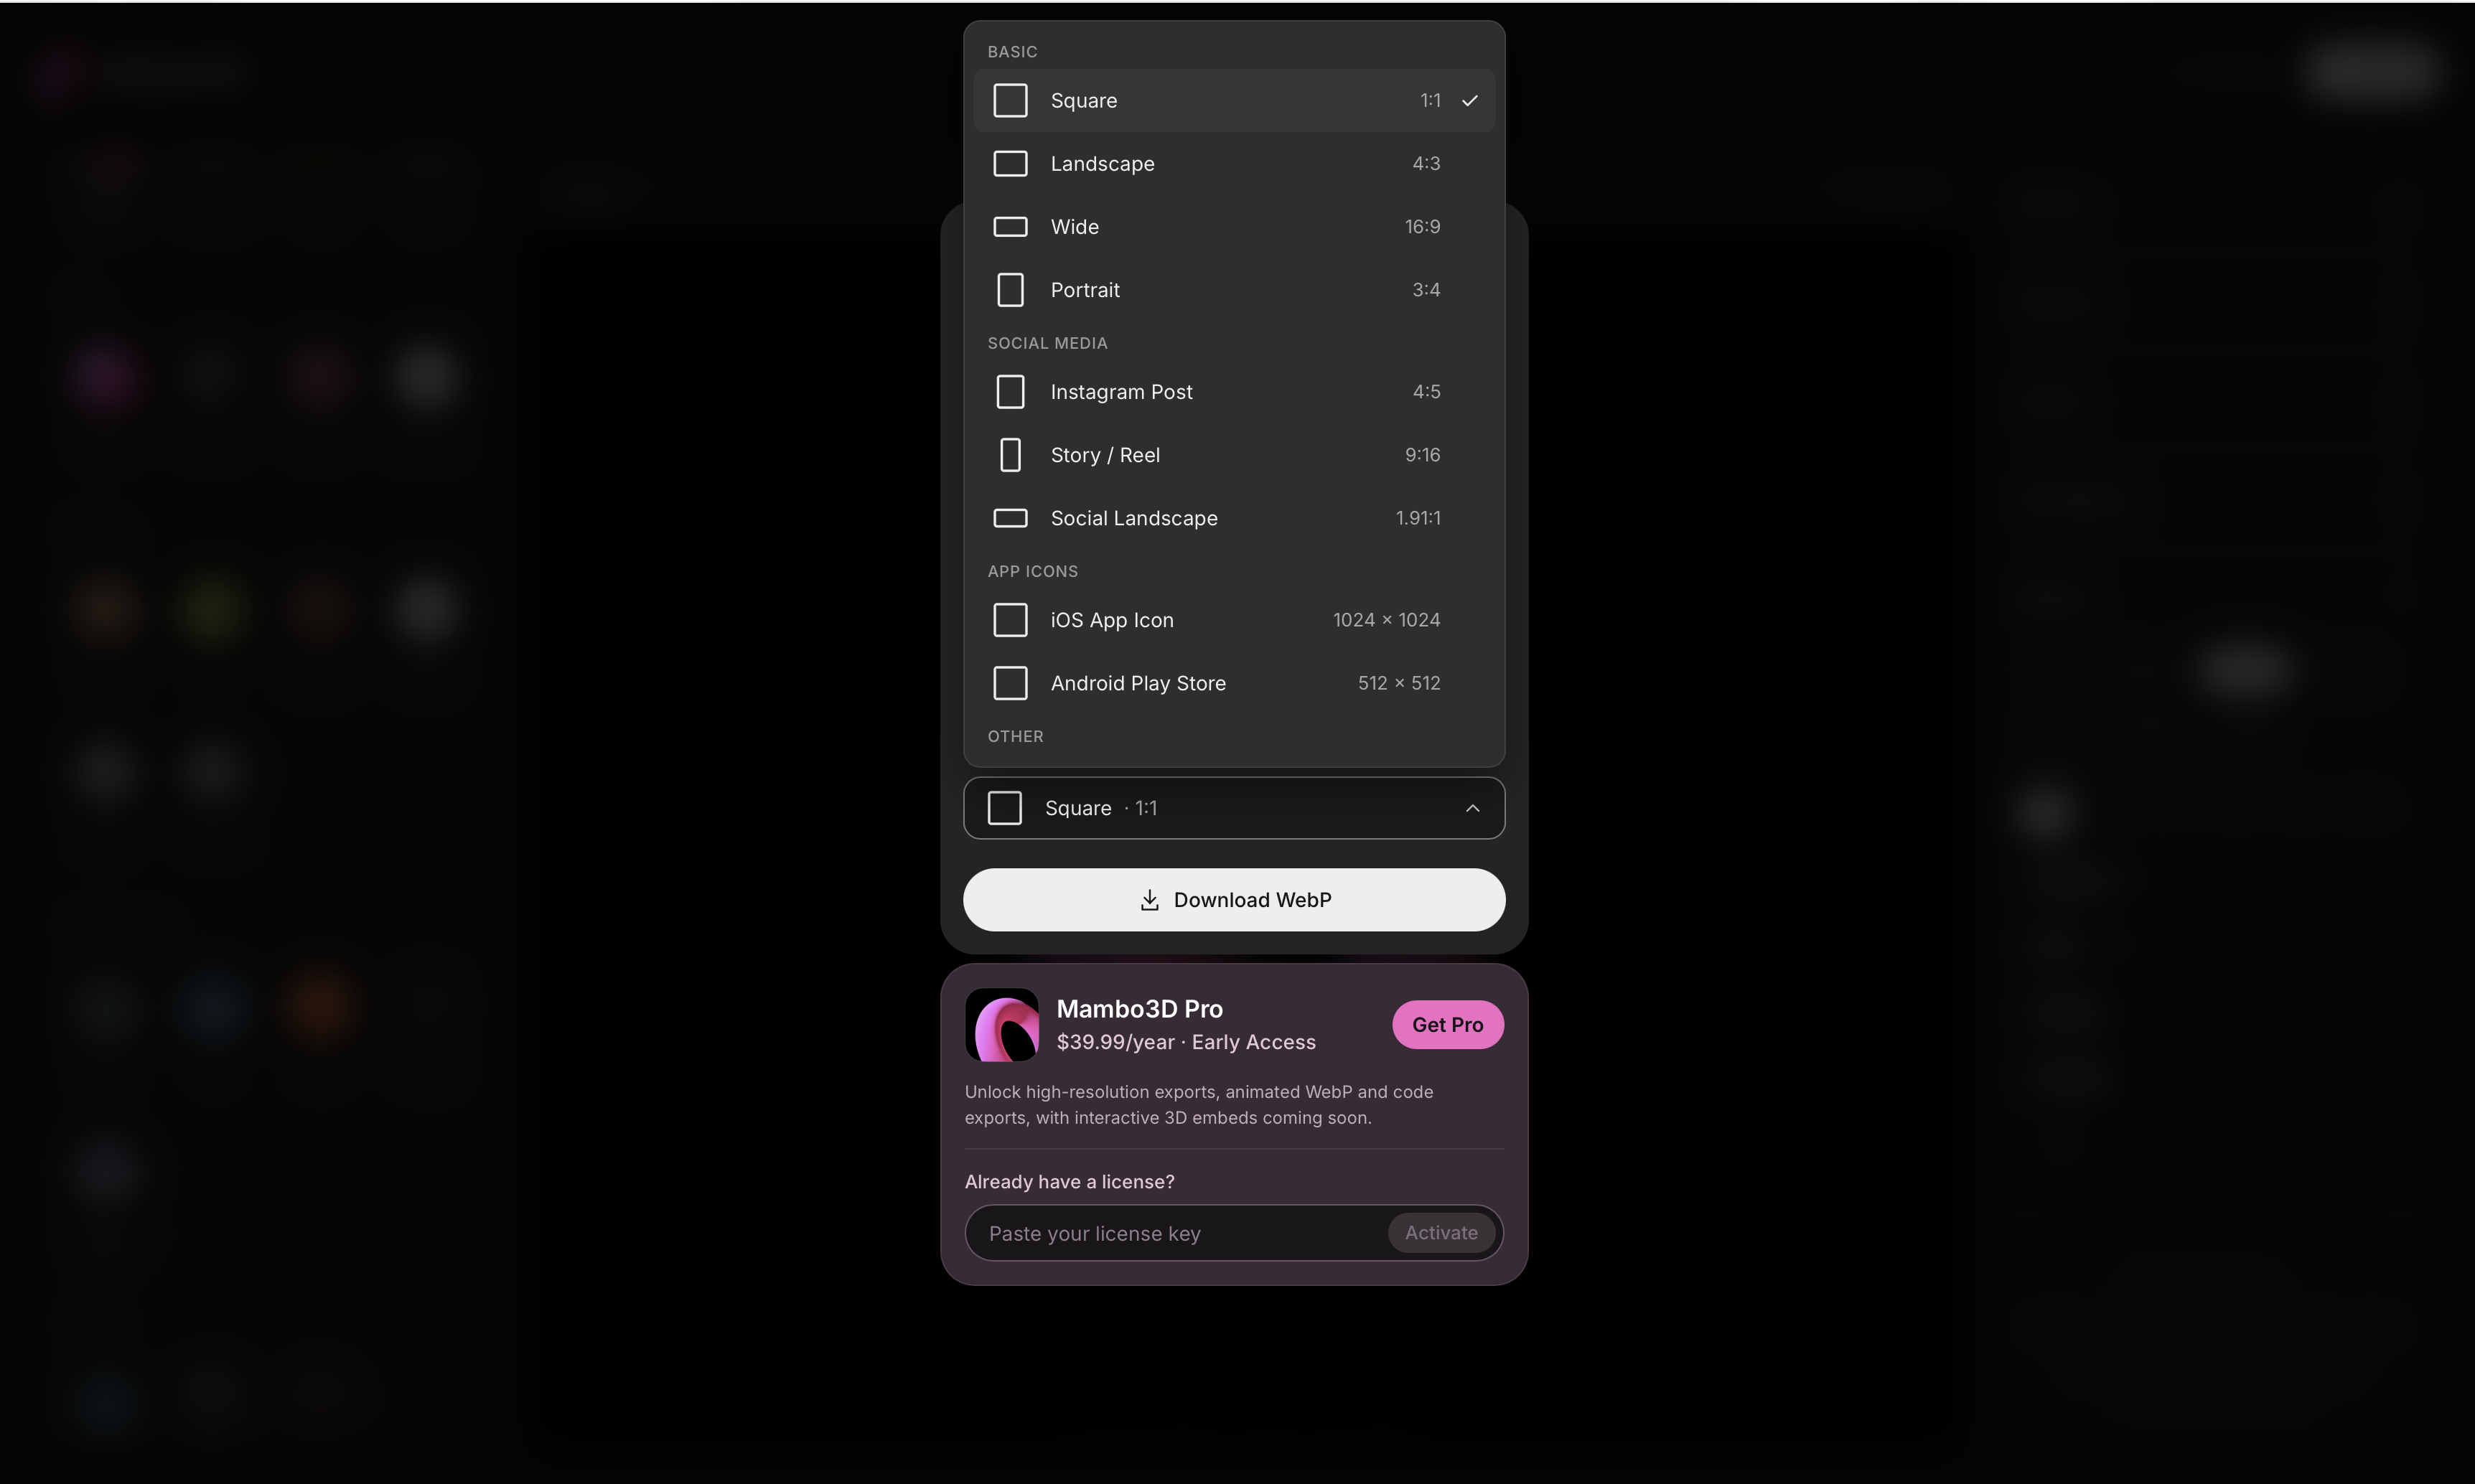 BASIC
Square 1:1
Landscape 4:3
Wide 16:9
Portrait 3:4
SOCIAL MEDIA
Instagram Post 4:5
Story / Reel 9:16
Social Landscape 1.91:1
APP ICONS
iOS App Icon 1024 × 1024
Android Play Store 512 × 512
OTHER
Square · 1:1
Download WebP
Mambo3D Pro
$39.99/year · Early Access
Get Pro
Unlock high-resolution exports, animated WebP and code
exports, with interactive 3D embeds coming soon.
Already have a license?
Paste your license key
Activate